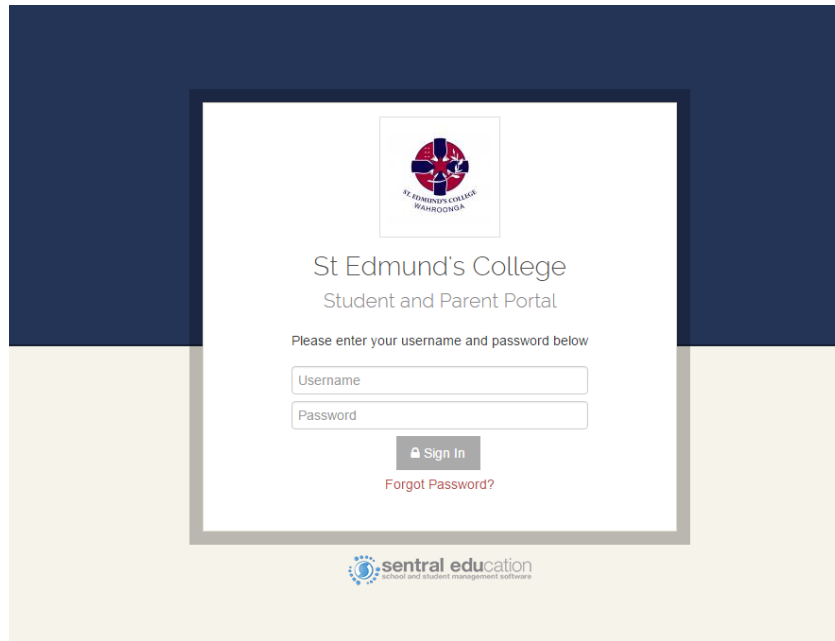 ST. EDMUND'S COLLEGE
WAHROONGA
St Edmund's College
Student and Parent Portal
Please enter your username and password below
Username
Password
Sign In
Forgot Password?
sentral education
school and student management software